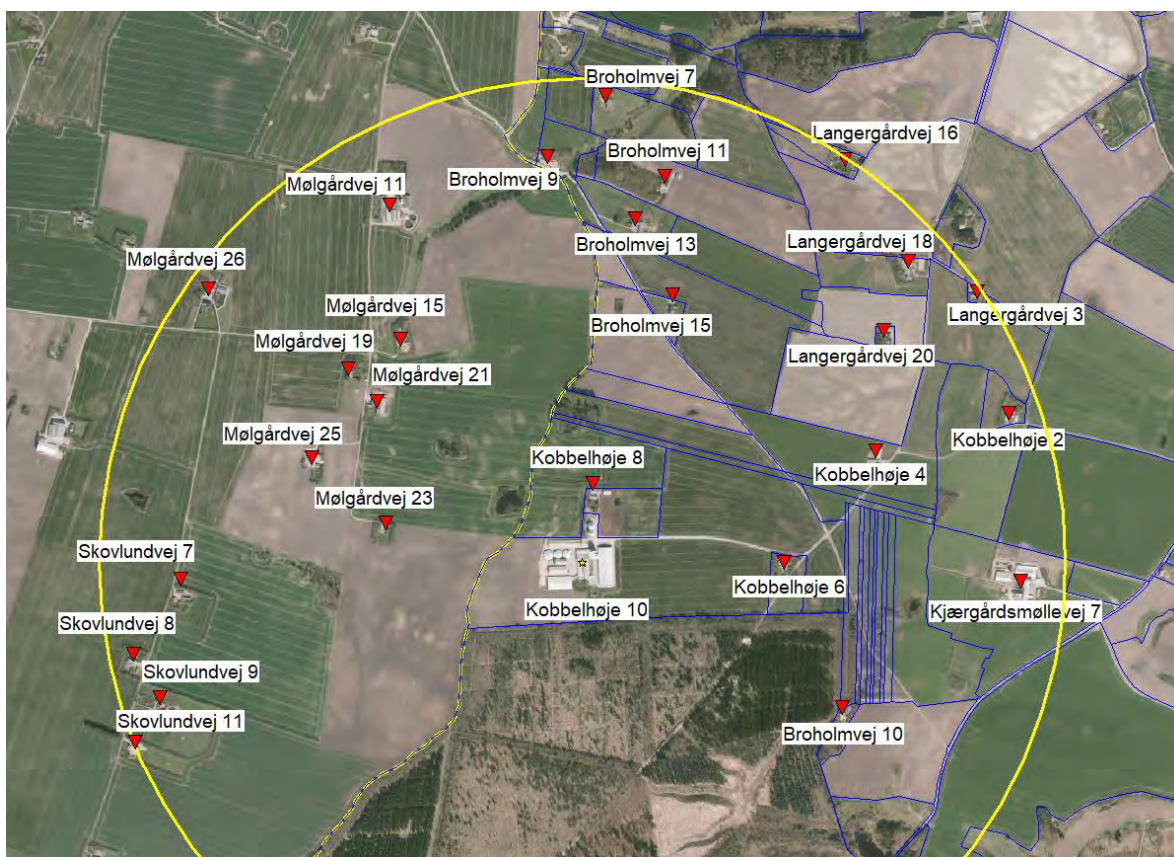 Broholmvej 7
Langergårdvej 16
Broholmvej 11
Broholmvej 9
Mølgårdvej 11
Broholmvej 13
Langergårdvej 18
Mølgårdvej 26
Mølgårdvej 15
Langergårdvej 3
Broholmvej 15
Langergårdvej 20
Mølgårdvej 19
Mølgårdvej 21
Mølgårdvej 25
Kobbelhøje 2
Kobbelhøje 8
Kobbelhøje 4
Mølgårdvej 23
Skovlundvej 7
Kobbelhøje 6
Kobbelhøje 10
Kjærgårdsmøllevej 7
Skovlundvej 8
Skovlundvej 9
Skovlundvej 11
Broholmvej 10